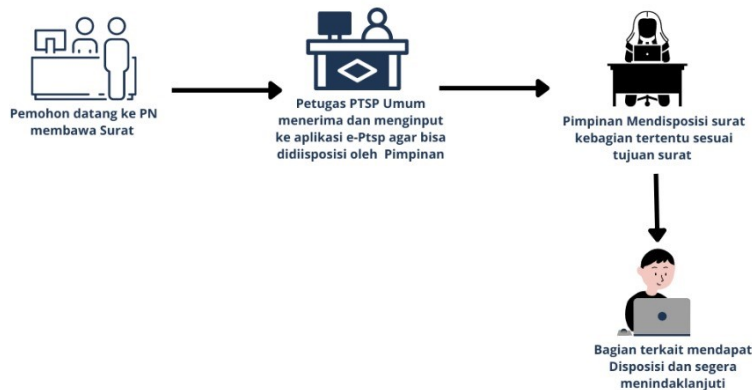 Pemohon datang ke PN
membawa Surat
Petugas PTSP Umum
menerima dan menginput
ke aplikasi e-Ptsp agar bisa
didiisposisi oleh Pimpinan
Pimpinan Mendisposisi surat
kebagian tertentu sesuai
tujuan surat
Bagian terkait mendapat
Disposisi dan segera
menindaklanjuti